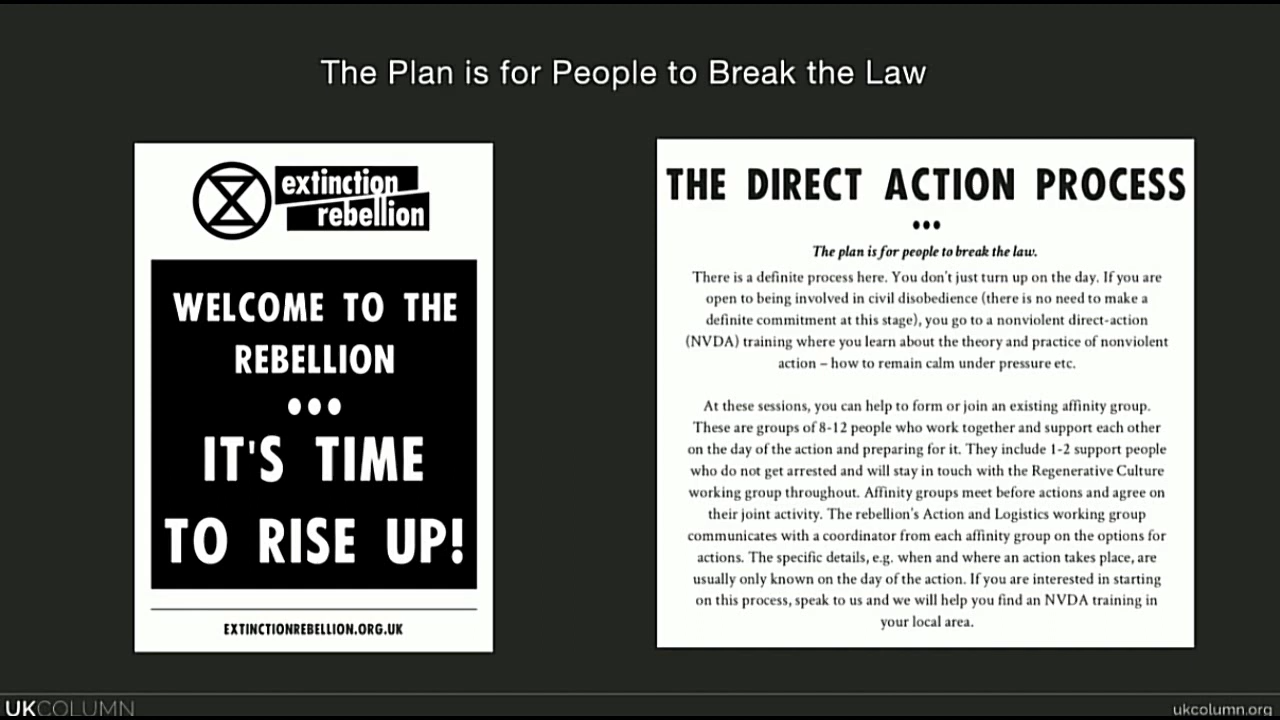 The Plan is for People to Break the Law
extinction
rebellion
WELCOME TO THE
REBELLION
•••
IT'S TIME
TO RISE UP!
EXTINCTIONREBELLION.ORG.UK
THE DIRECT ACTION PROCESS
•••
The plan is for people to break the law.
There is a definite process here. You don't just turn up on the day. If you are
open to being involved in civil disobedience (there is no need to make a
definite commitment at this stage), you go to a nonviolent direct-action
(NVDA) training where you learn about the theory and practice of nonviolent
action – how to remain calm under pressure etc.
At these sessions, you can help to form or join an existing affinity group.
These are groups of 8-12 people who work together and support each other
on the day of the action and preparing for it. They include 1-2 support people
who do not get arrested and will stay in touch with the Regenerative Culture
working group throughout. Affinity groups meet before actions and agree on
their joint activity. The rebellion's Action and Logistics working group
communicates with a coordinator from each affinity group on the options for
actions. The specific details, e.g. when and where an action takes place, are
usually only known on the day of the action. If you are interested in starting
on this process, speak to us and we will help you find an NVDA training in
your local area.
UKCOLUMN
ukcolumn.org